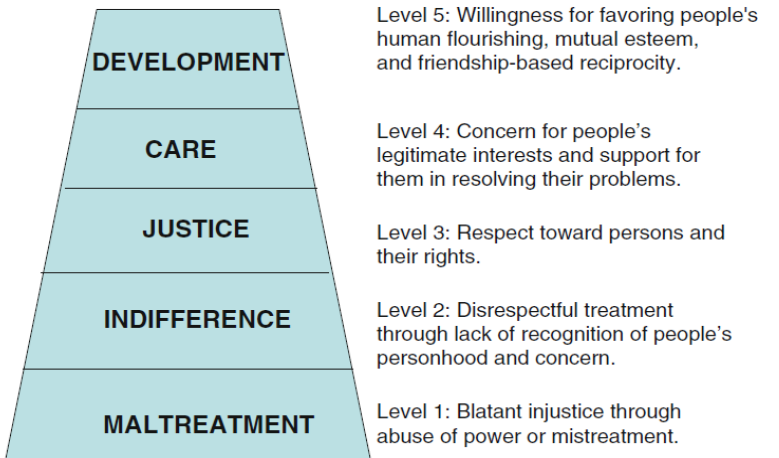 DEVELOPMENT
Level 5: Willingness for favoring people's
human flourishing, mutual esteem,
and friendship-based reciprocity.
CARE
Level 4: Concern for people’s
legitimate interests and support for
them in resolving their problems.
JUSTICE
Level 3: Respect toward persons and
their rights.
INDIFFERENCE
Level 2: Disrespectful treatment
through lack of recognition of people’s
personhood and concern.
MALTREATMENT
Level 1: Blatant injustice through
abuse of power or mistreatment.